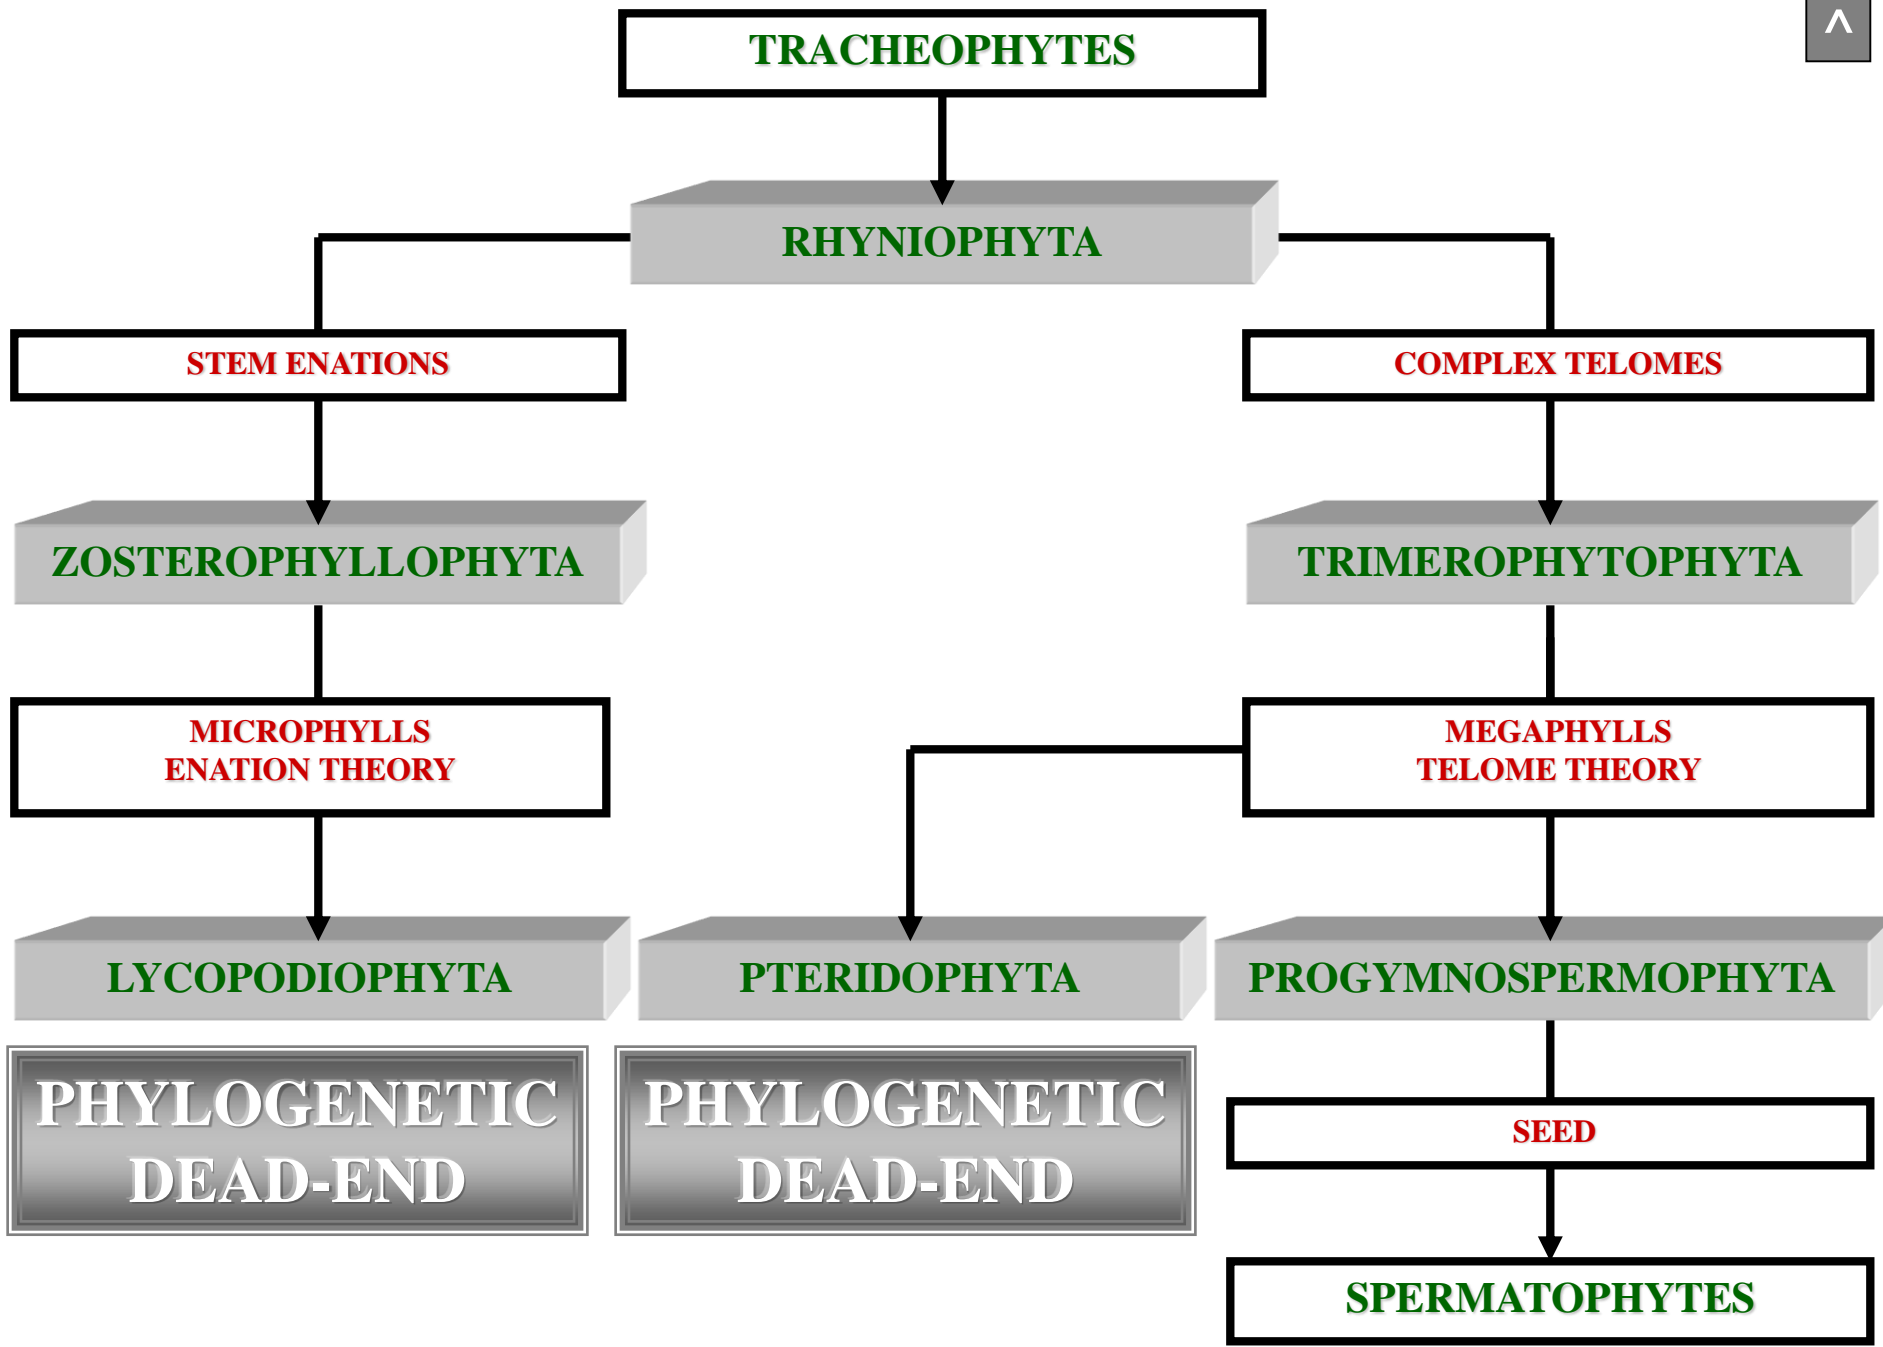 TRACHEOPHYTES
^
RHYNIOPHYTA
STEM ENATIONS
COMPLEX TELOMES
ZOSTEROPHYLLOPHYTA
TRIMEROPHYTOPHYTA
MICROPHYLLS
ENATION THEORY
MEGAPHYLLS
TELOME THEORY
LYCOPODIOPHYTA
PTERIDOPHYTA
PROGYMNOSPERMOPHYTA
PHYLOGENETIC
DEAD-END
PHYLOGENETIC
DEAD-END
SEED
SPERMATOPHYTES